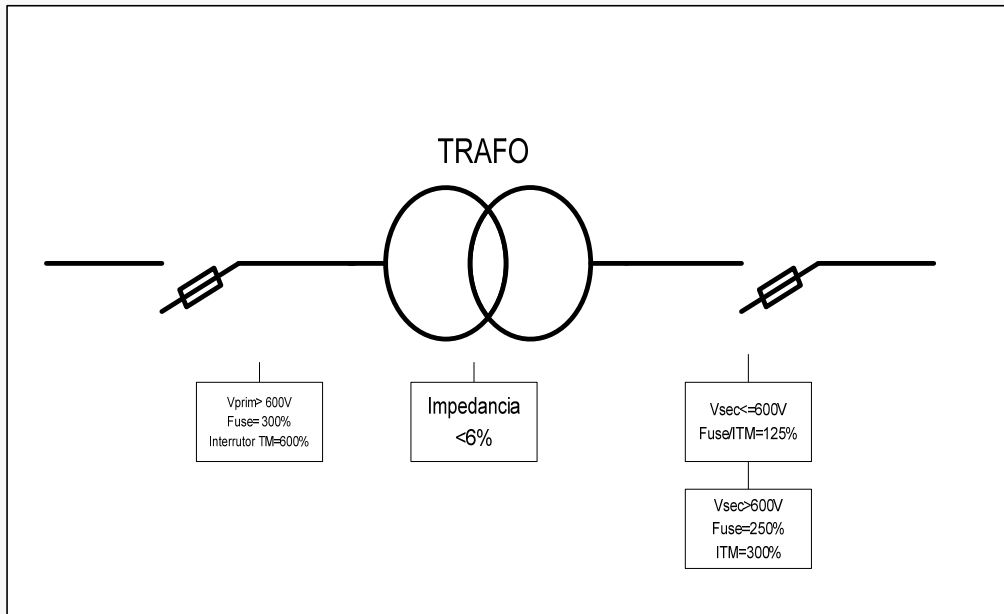 TRAFO
Vprim> 600V
Fuse= 300%
Interrutor TM=600%
Impedancia
<6%
Vsec<=600V
Fuse/ITM=125%
Vsec>600V
Fuse=250%
ITM=300%